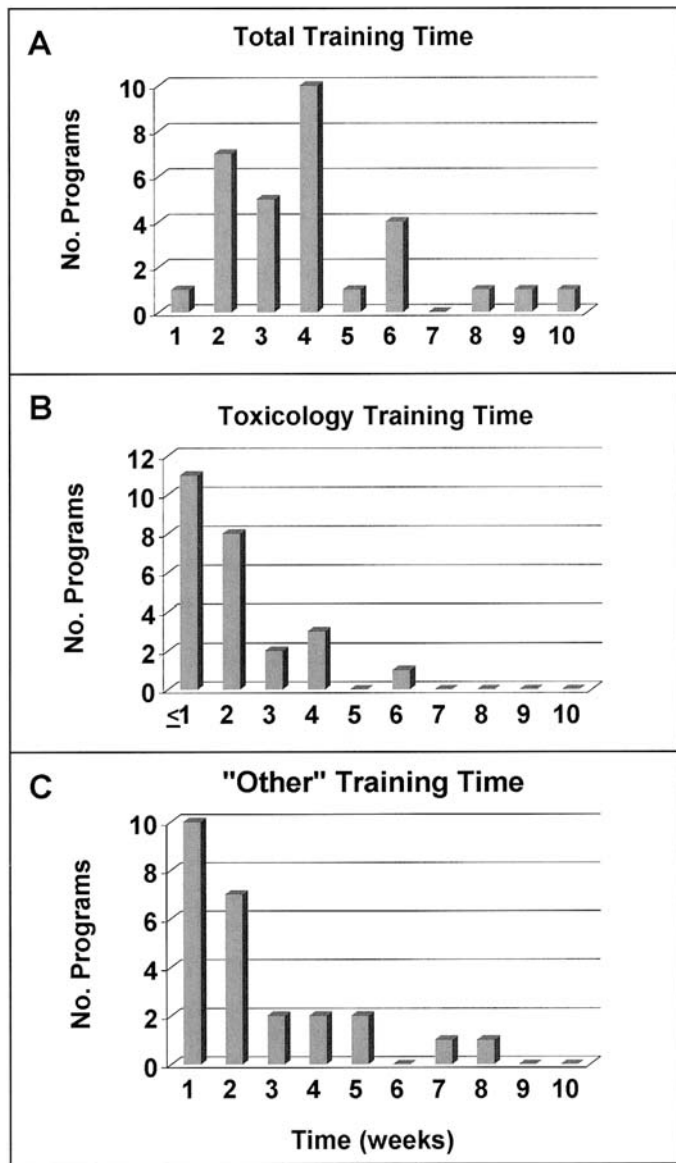 A
Total Training Time
No. Programs
10
8
6
4
2
0
1 2 3 4 5 6 7 8 9 10
B
Toxicology Training Time
No. Programs
12
10
8
6
4
2
0
≤1 2 3 4 5 6 7 8 9 10
C
"Other" Training Time
No. Programs
10
8
6
4
2
0
1 2 3 4 5 6 7 8 9 10
Time (weeks)